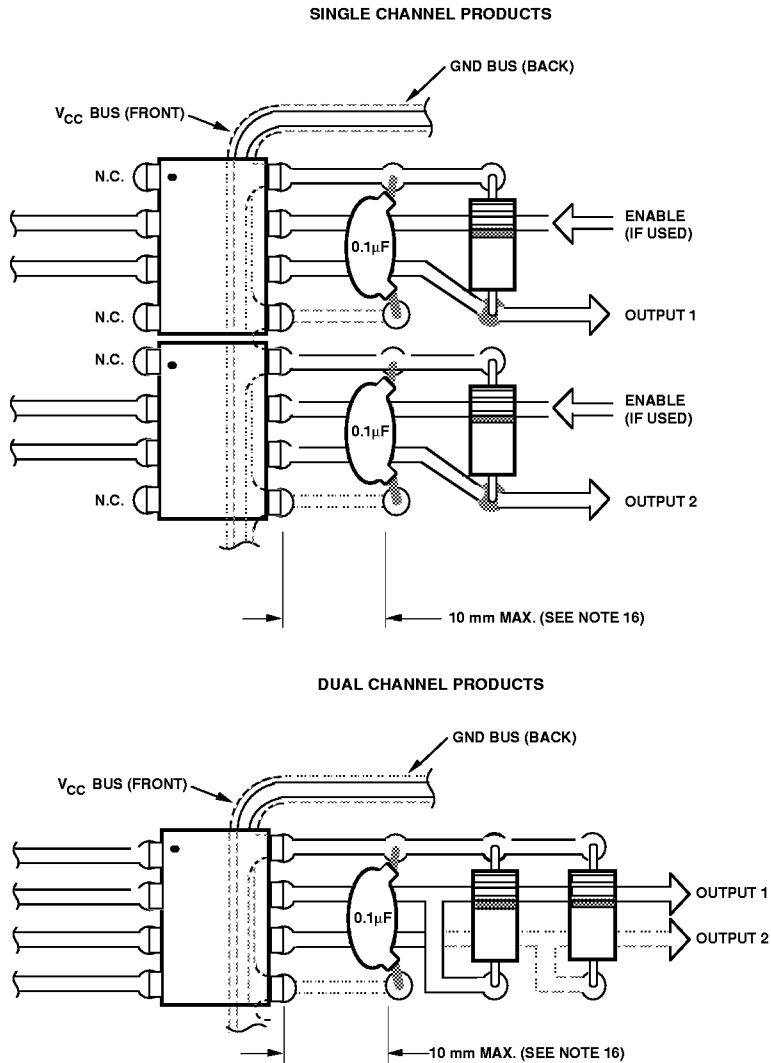 SINGLE CHANNEL PRODUCTS
GND BUS (BACK)
VCC BUS (FRONT)
N.C.
0.1µF
ENABLE
(IF USED)
N.C.
OUTPUT 1
N.C.
0.1µF
ENABLE
(IF USED)
N.C.
OUTPUT 2
10 mm MAX. (SEE NOTE 16)
DUAL CHANNEL PRODUCTS
GND BUS (BACK)
VCC BUS (FRONT)
OUTPUT 1
0.1µF
OUTPUT 2
10 mm MAX. (SEE NOTE 16)